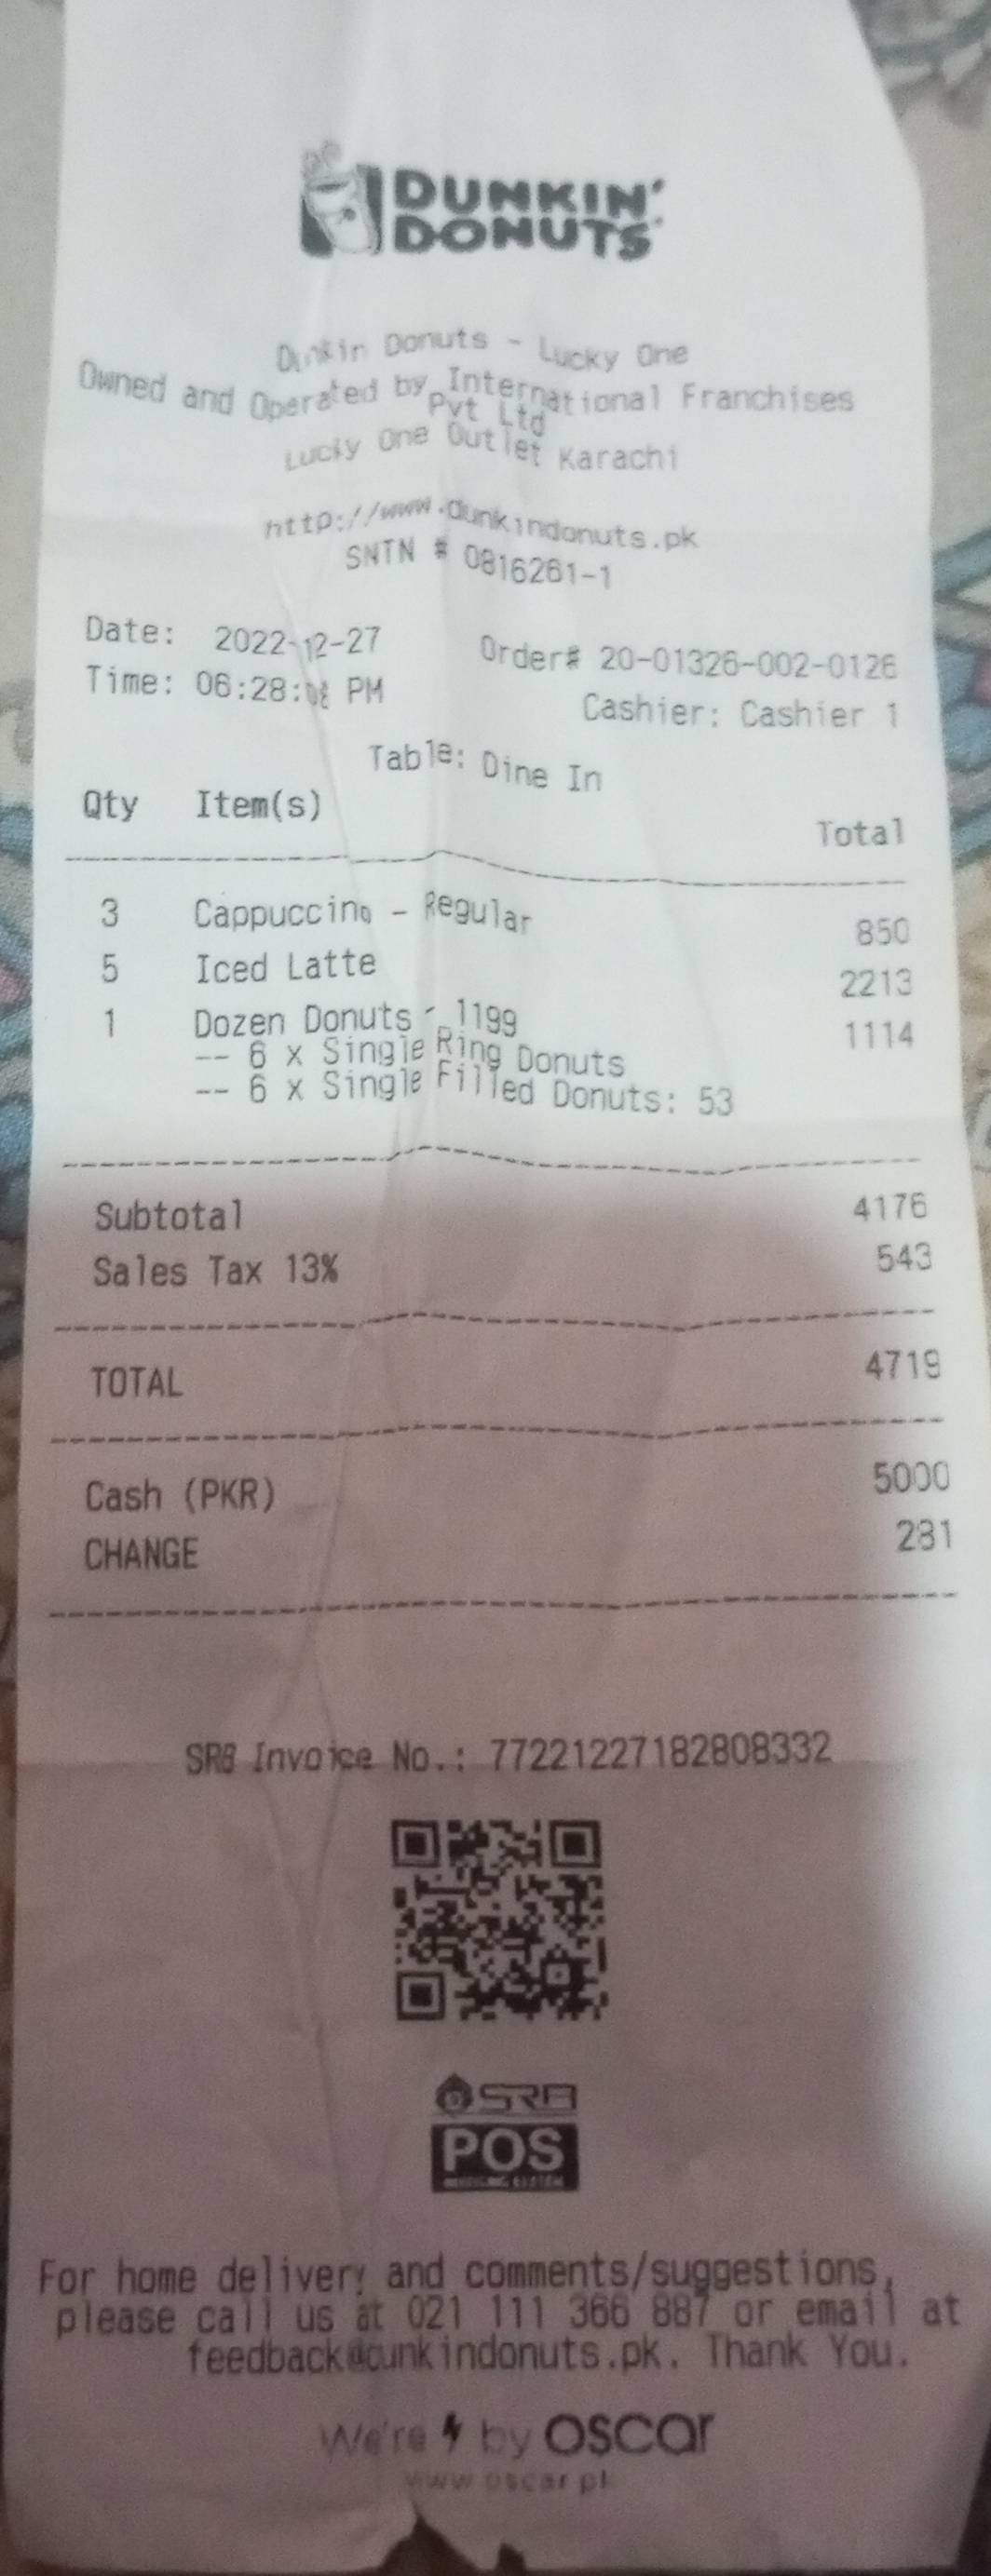 DUNKIN'
DONUTS
Dunkin Donuts - Lucky One
Owned and Operated by International Franchises
Pvt Ltd
Lucky One Outlet Karachi
http://www.dunkindonuts.pk
SNTN # 0816261-1
Date: 2022-12-27 Order# 20-01326-002-0126
Time: 06:28:08 PM Cashier: Cashier 1
Table: Dine In
Qty Item(s) Total
3 Cappuccino - Regular 850
5 Iced Latte 2213
1 Dozen Donuts - 1199 1114
-- 6 x Single Ring Donuts
-- 6 x Single Filled Donuts: 53
Subtotal 4176
Sales Tax 13% 543
TOTAL 4719
Cash (PKR) 5000
CHANGE 281
SRB Invoice No.: 77221227182808332
SRB
POS
For home delivery and comments/suggestions,
please call us at 021 111 366 887 or email at
feedback@dunkindonuts.pk. Thank You.
We're by oscar
www.oscar.pk